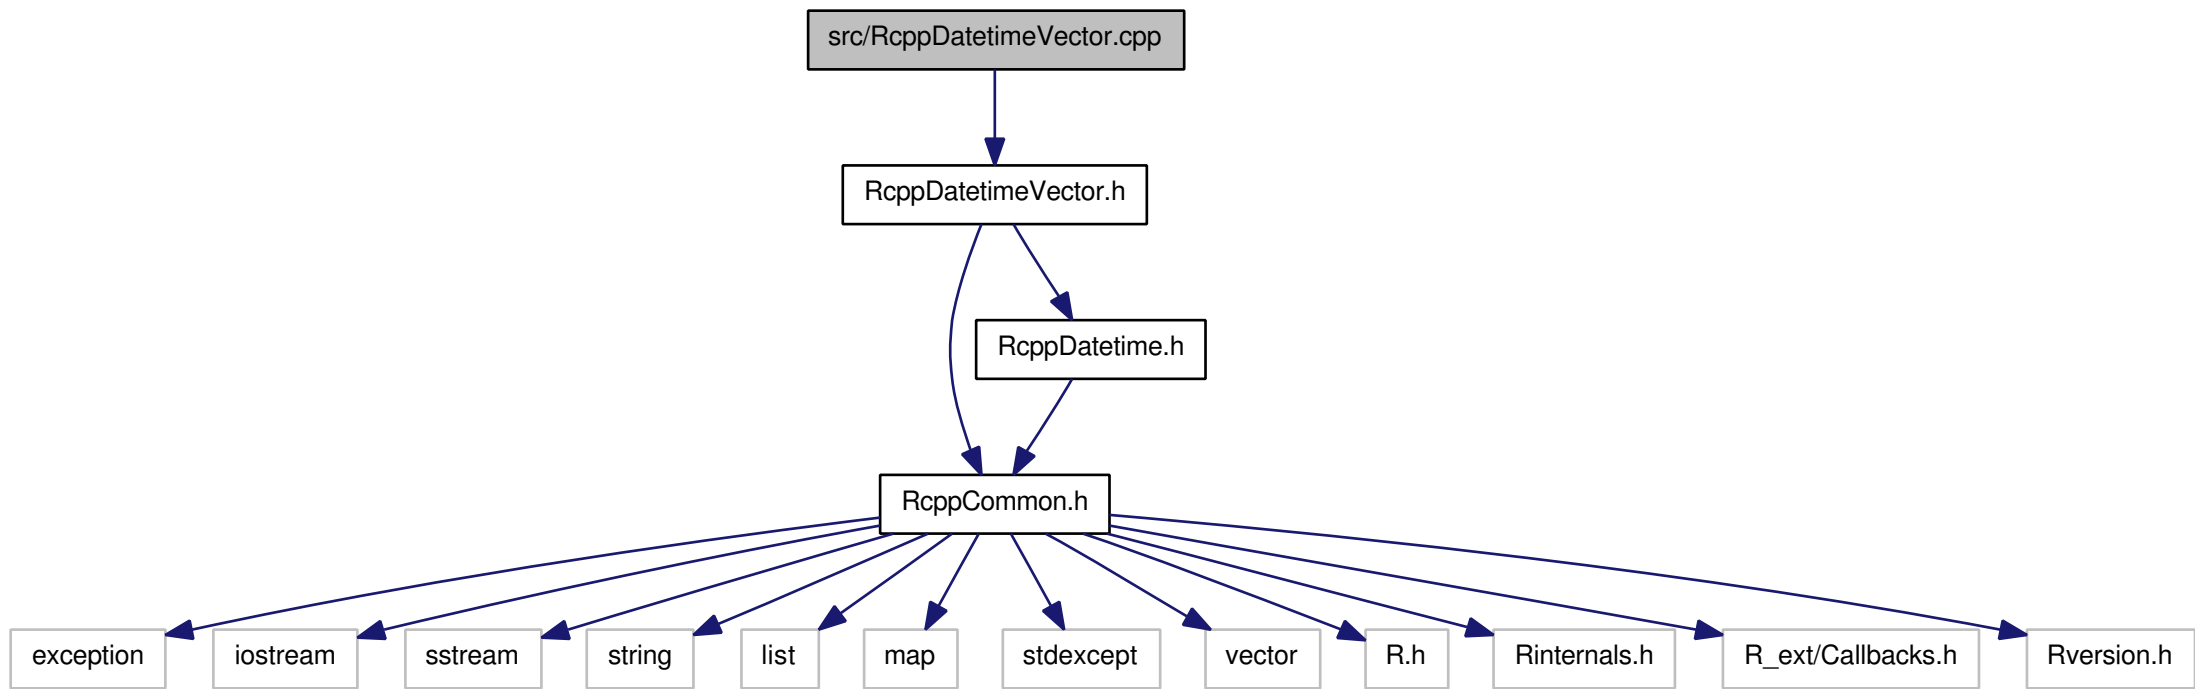 src/RcppDatetimeVector.cpp
RcppDatetimeVector.h
RcppDatetime.h
RcppCommon.h
exception
iostream
sstream
string
list
map
stdexcept
vector
R.h
Rinternals.h
R_ext/Callbacks.h
Rversion.h